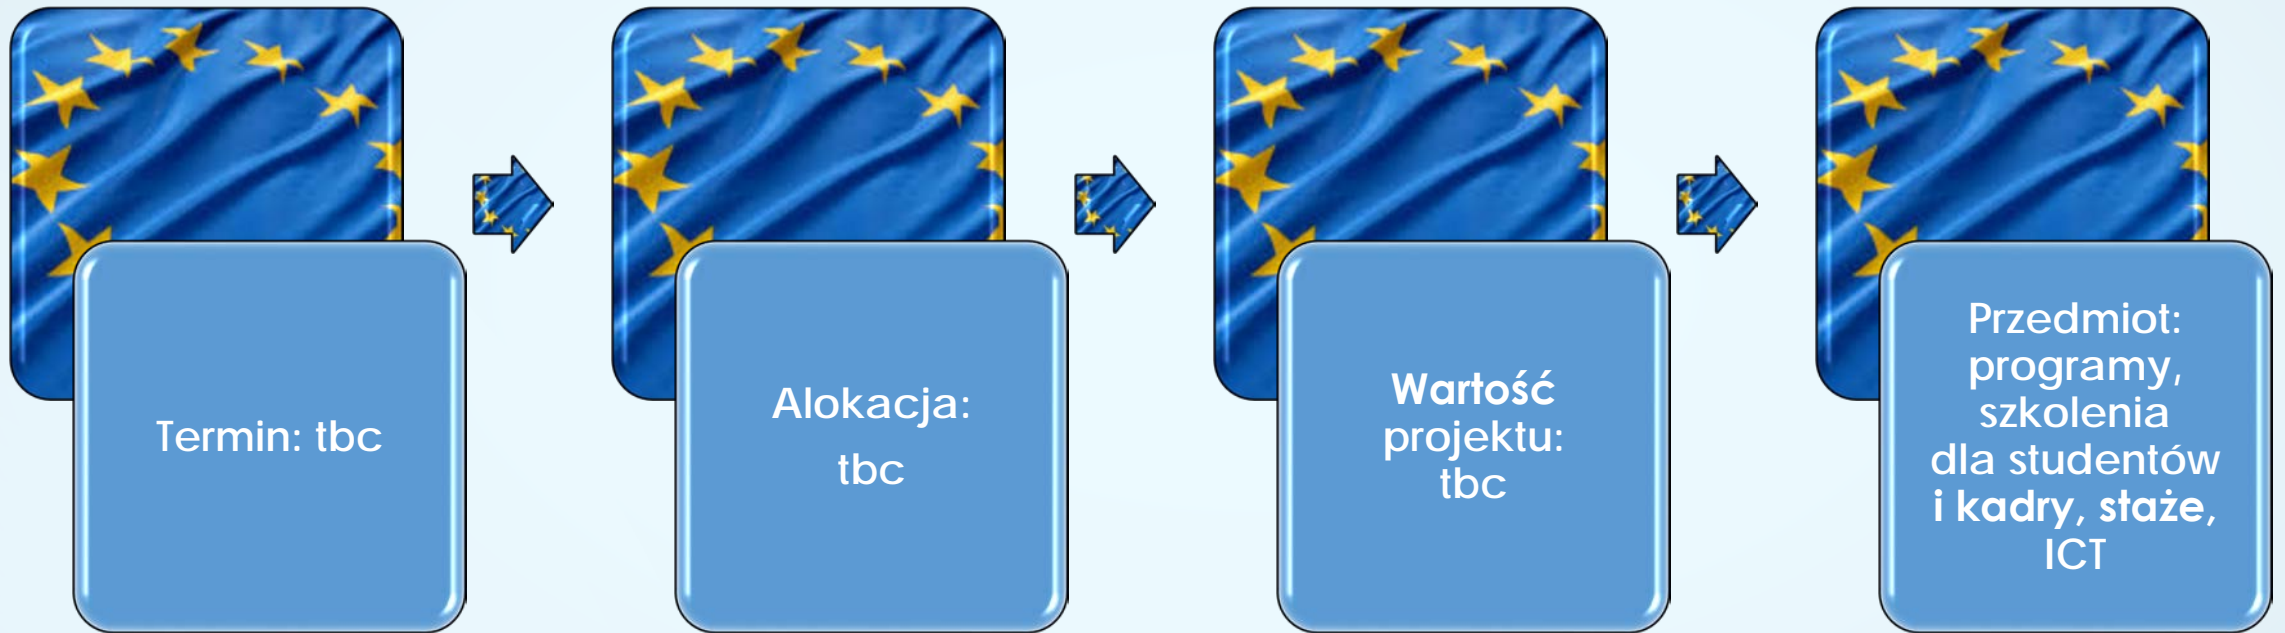 Termin: tbc
Alokacja:
tbc
Wartość
projektu:
tbc
Przedmiot:
programy,
szkolenia
dla studentów
i kadry, staże,
ICT